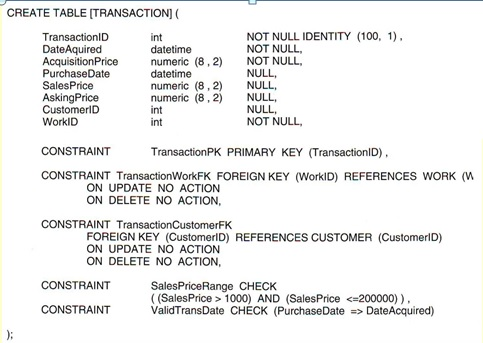 CREATE TABLE [TRANSACTION] (
TransactionID int NOT NULL IDENTITY (100, 1),
DateAquired datetime NOT NULL,
AcquisitionPrice numeric (8 , 2) NOT NULL,
PurchaseDate datetime NULL,
SalesPrice numeric (8 , 2) NULL,
AskingPrice numeric (8 , 2) NULL,
CustomerID int NULL,
WorkID int NOT NULL,
CONSTRAINT TransactionPK PRIMARY KEY (TransactionID) ,
CONSTRAINT TransactionWorkFK FOREIGN KEY (WorkID) REFERENCES WORK (W
ON UPDATE NO ACTION
ON DELETE NO ACTION,
CONSTRAINT TransactionCustomerFK
FOREIGN KEY (CustomerID) REFERENCES CUSTOMER (CustomerID)
ON UPDATE NO ACTION
ON DELETE NO ACTION,
CONSTRAINT SalesPriceRange CHECK
( (SalesPrice > 1000) AND (SalesPrice <=200000) ) ,
CONSTRAINT ValidTransDate CHECK (PurchaseDate => DateAcquired)
);